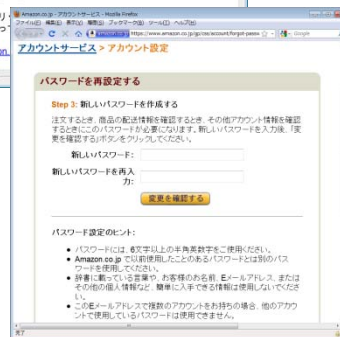 Amazon.co.jp - アカウントサービス - Mozilla Firefox
ファイル(F) 編集(E) 表示(V) 履歴(S) ブックマーク(B) ツール(T) ヘルプ(H)
Google
アカウントサービス > アカウント設定
パスワードを再設定する
Step 3: 新しいパスワードを作成する
注文するとき、商品の配送情報を確認するとき、その他アカウント情報を確認
するときにこのパスワードが必要になります。新しいパスワードを入力後、「変
更を確認する」ボタンをクリックしてください。
新しいパスワード:
新しいパスワードを再入
力:
変更を確認する
パスワード設定のヒント:
● パスワードには、6文字以上の半角英数字をご使用ください。
● Amazon.co.jp で以前使用したことのあるパスワードとは別のパス
ワードを使用してください。
● 辞書に載っている言葉や、お客様のお名前、Eメールアドレス、または
その他の個人情報など、簡単に入手できる情報は使用しないでくださ
い。
● このEメールアドレスで複数のアカウントをお持ちの場合、他のアカウ
ントで使用しているパスワードは使用できません。
完了